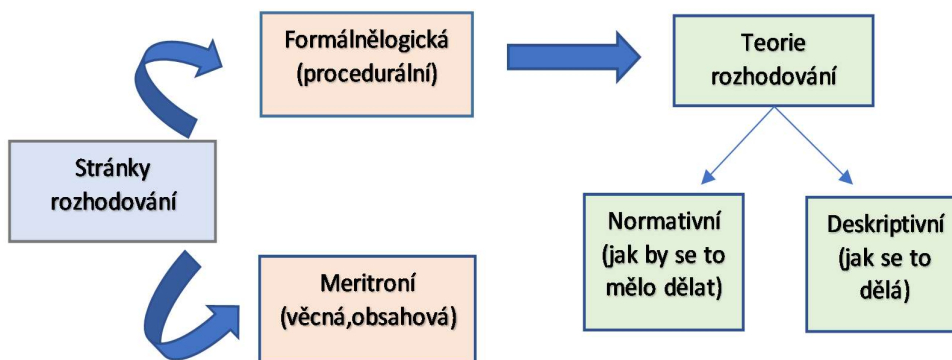 Formálnělogická
(procedurální)
Teorie
rozhodování
Stránky
rozhodování
Normativní
(jak by se to
mělo dělat)
Deskriptivní
(jak se to
dělá)
Meritroní
(věcná,obsahová)